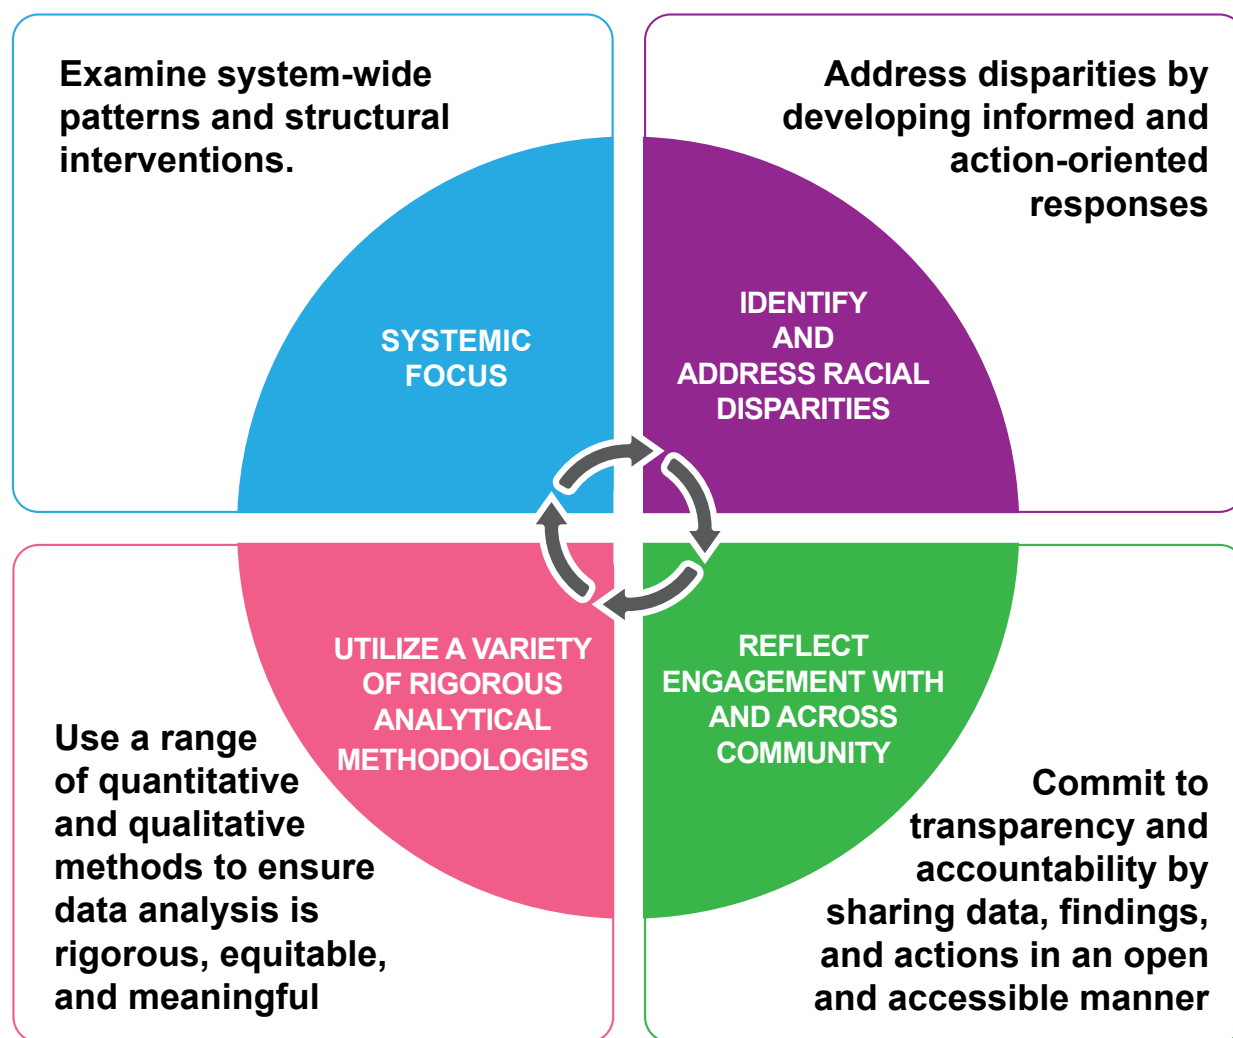 Examine system-wide
patterns and structural
interventions.
SYSTEMIC
FOCUS
Address disparities by
developing informed and
action-oriented
responses
IDENTIFY
AND
ADDRESS RACIAL
DISPARITIES
UTILIZE A VARIETY
OF RIGOROUS
ANALYTICAL
METHODOLOGIES
Use a range
of quantitative
and qualitative
methods to ensure
data analysis is
rigorous, equitable,
and meaningful
REFLECT
ENGAGEMENT WITH
AND ACROSS
COMMUNITY
Commit to
transparency and
accountability by
sharing data, findings,
and actions in an open
and accessible manner